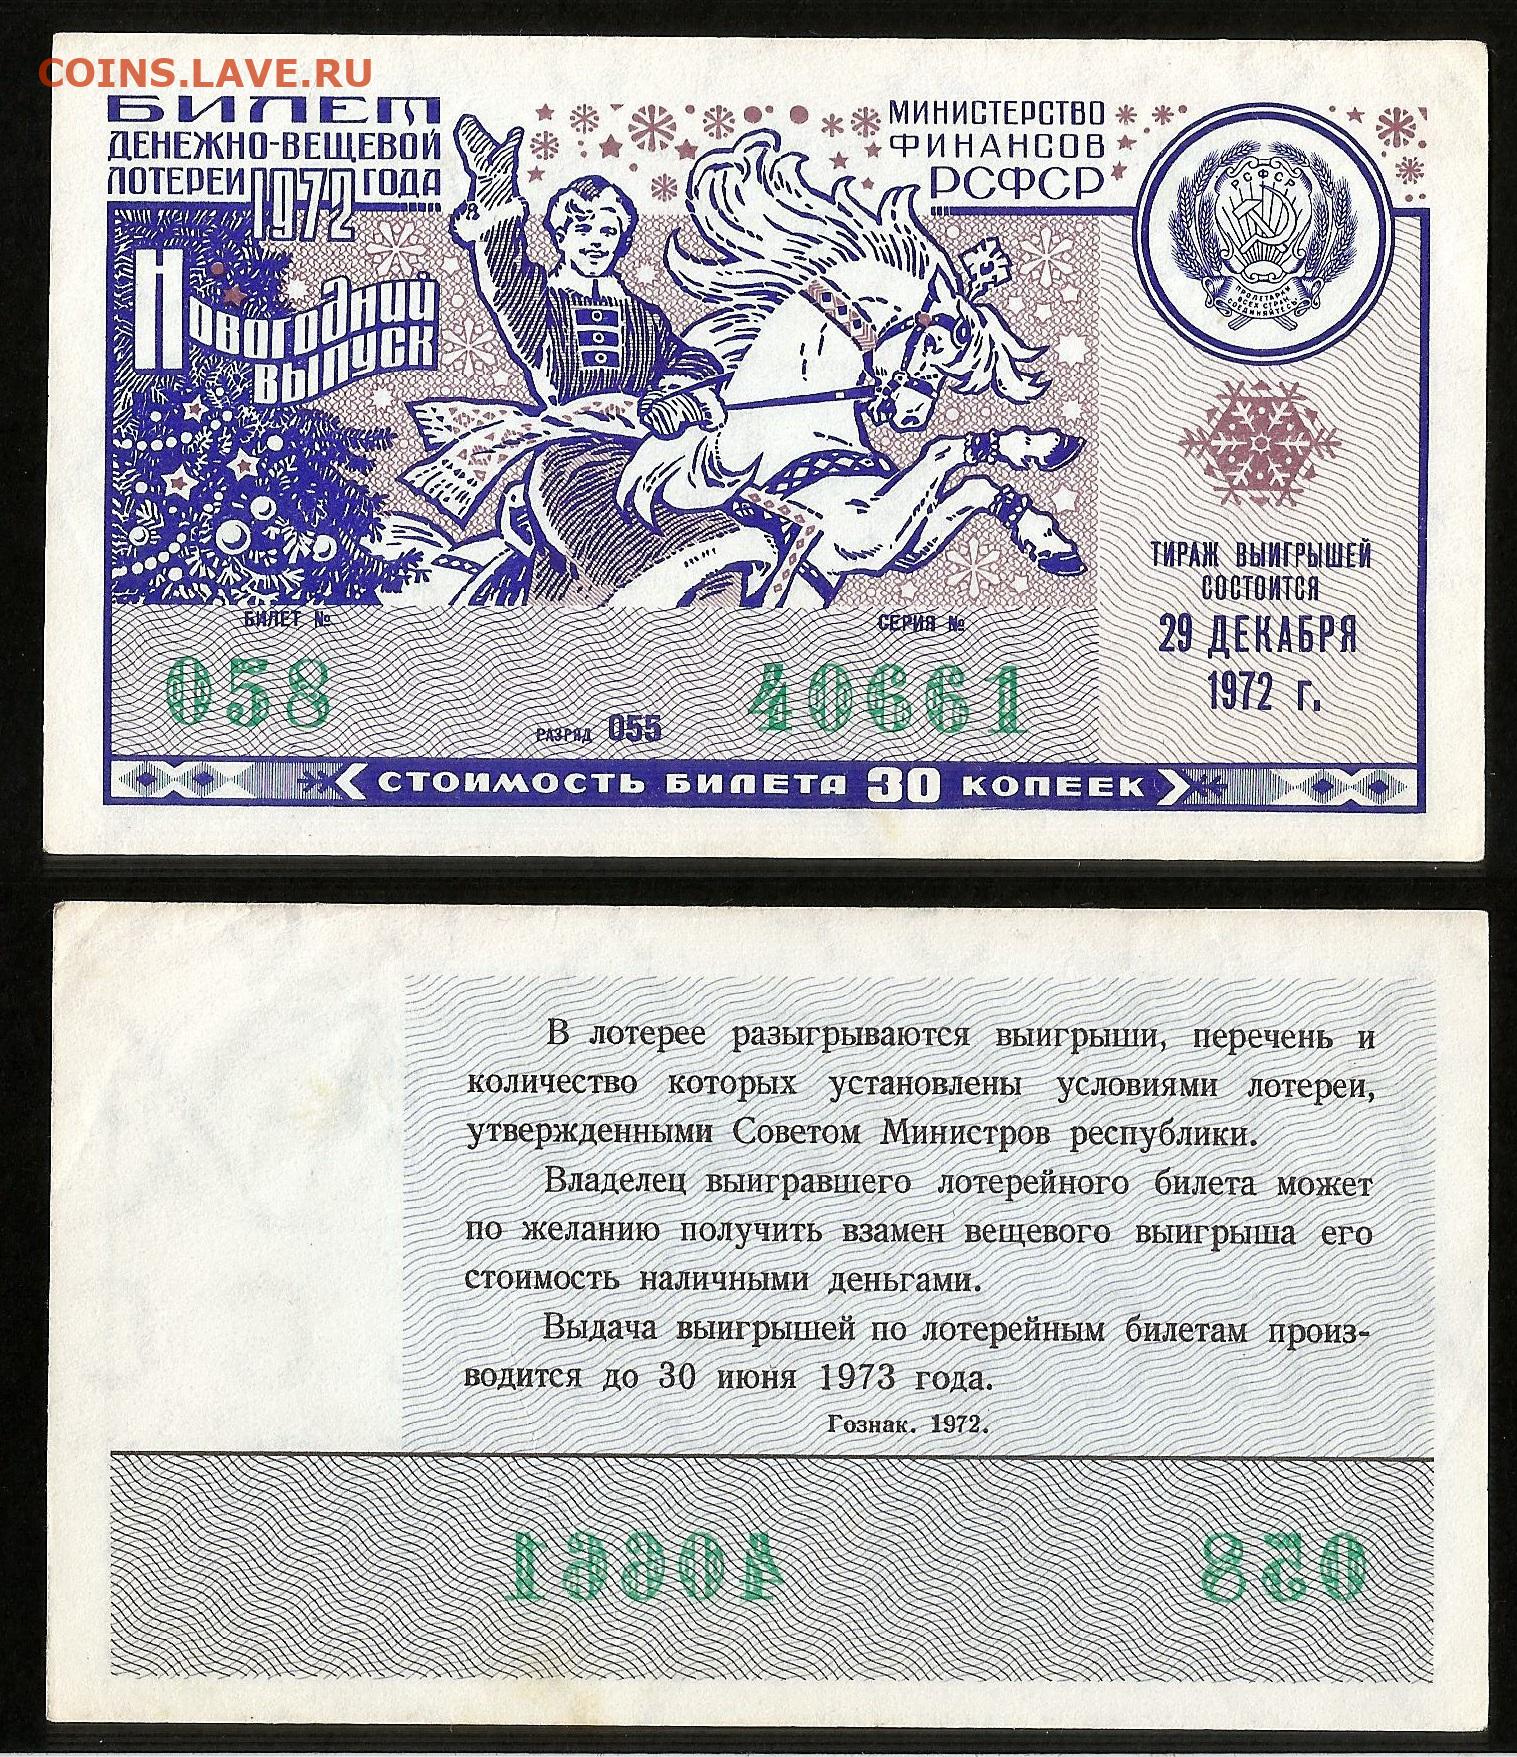 COINS.LAVE.RU
БИЛЕТ
ДЕНЕЖНО-ВЕЩЕВОЙ
ЛОТЕРЕИ 1972 ГОДА
НОВОГОДНИЙ
ВЫПУСК
МИНИСТЕРСТВО
ФИНАНСОВ
РСФСР
РСФСР
ПРОЛЕТАРИИ
ВСЕХ СТРАН,
СОЕДИНЯЙТЕСЬ!
ТИРАЖ ВЫИГРЫШЕЙ
СОСТОИТСЯ
29 ДЕКАБРЯ
1972 г.
БИЛЕТ №
058
СЕРИЯ №
40661
РАЗРЯД 055
СТОИМОСТЬ БИЛЕТА 30 КОПЕЕК
В лотерее разыгрываются выигрыши, перечень и
количество которых установлены условиями лотереи,
утвержденными Советом Министров республики.
Владелец выигравшего лотерейного билета может
по желанию получить взамен вещевого выигрыша его
стоимость наличными деньгами.
Выдача выигрышей по лотерейным билетам произ-
водится до 30 июня 1973 года.
Гознак. 1972.
40661
058